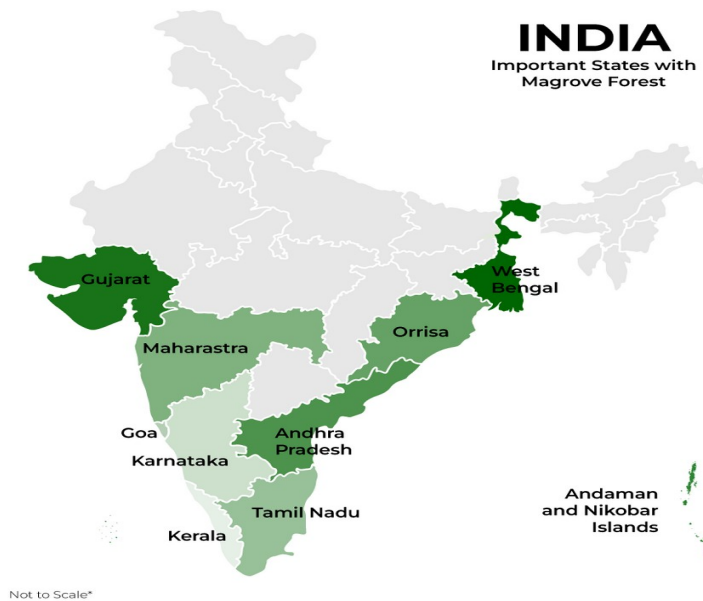 INDIA
Important States with
Magrove Forest
Gujarat
West
Bengal
Orrisa
Maharastra
Goa
Andhra
Pradesh
Karnataka
Tamil Nadu
Andaman
and Nikobar
Islands
Kerala
Not to Scale*